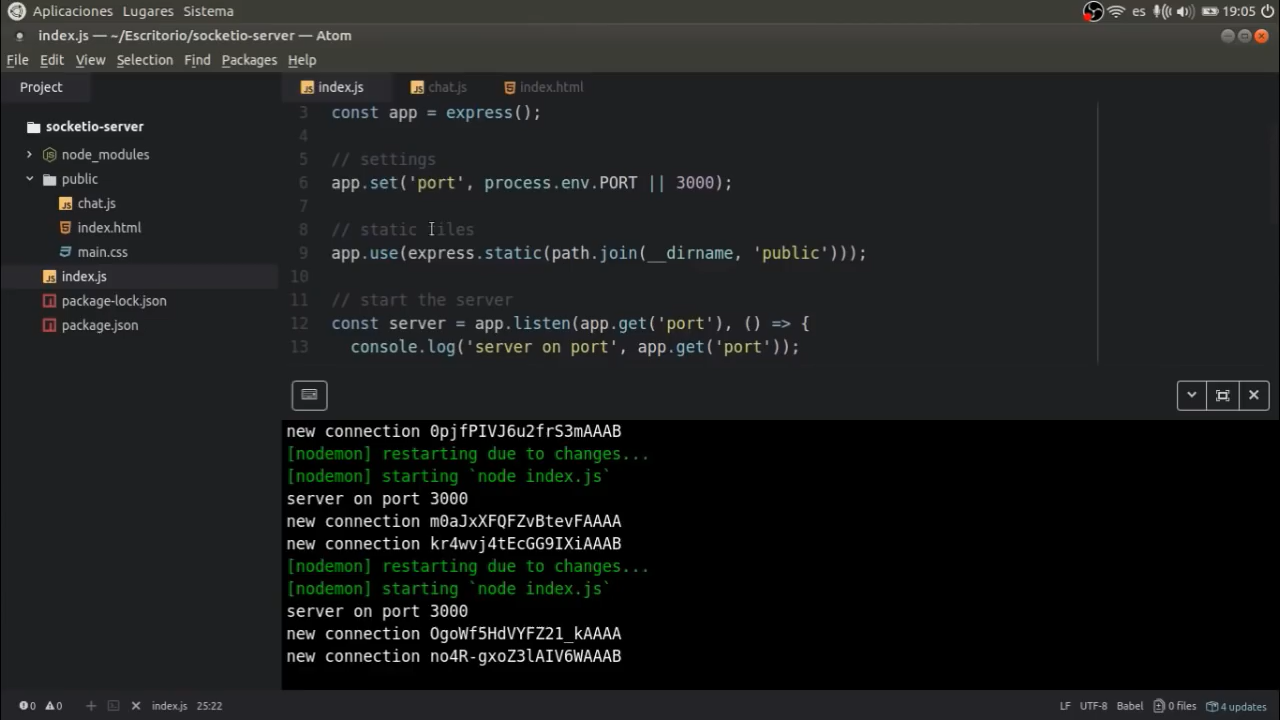 Aplicaciones Lugares Sistema
es 19:05
index.js — ~/Escritorio/socketio-server — Atom
File Edit View Selection Find Packages Help
Project
index.js chat.js index.html
socketio-server
node_modules
public
chat.js
index.html
main.css
index.js
package-lock.json
package.json
3 const app = express();
4
5 // settings
6 app.set('port', process.env.PORT || 3000);
7
8 // static files
9 app.use(express.static(path.join(__dirname, 'public')));
10
11 // start the server
12 const server = app.listen(app.get('port'), () => {
13 console.log('server on port', app.get('port'));
new connection 0pjfPIVJ6u2frS3mAAAB
[nodemon] restarting due to changes...
[nodemon] starting `node index.js`
server on port 3000
new connection m0aJxXFQFZvBtevFAAAA
new connection kr4wvj4tEcGG9IXiAAAB
[nodemon] restarting due to changes...
[nodemon] starting `node index.js`
server on port 3000
new connection OgoWf5HdVYFZ21_kAAAA
new connection no4R-gxoZ3lAIV6WAAAB
0 0 index.js 25:22 LF UTF-8 Babel 0 files 4 updates